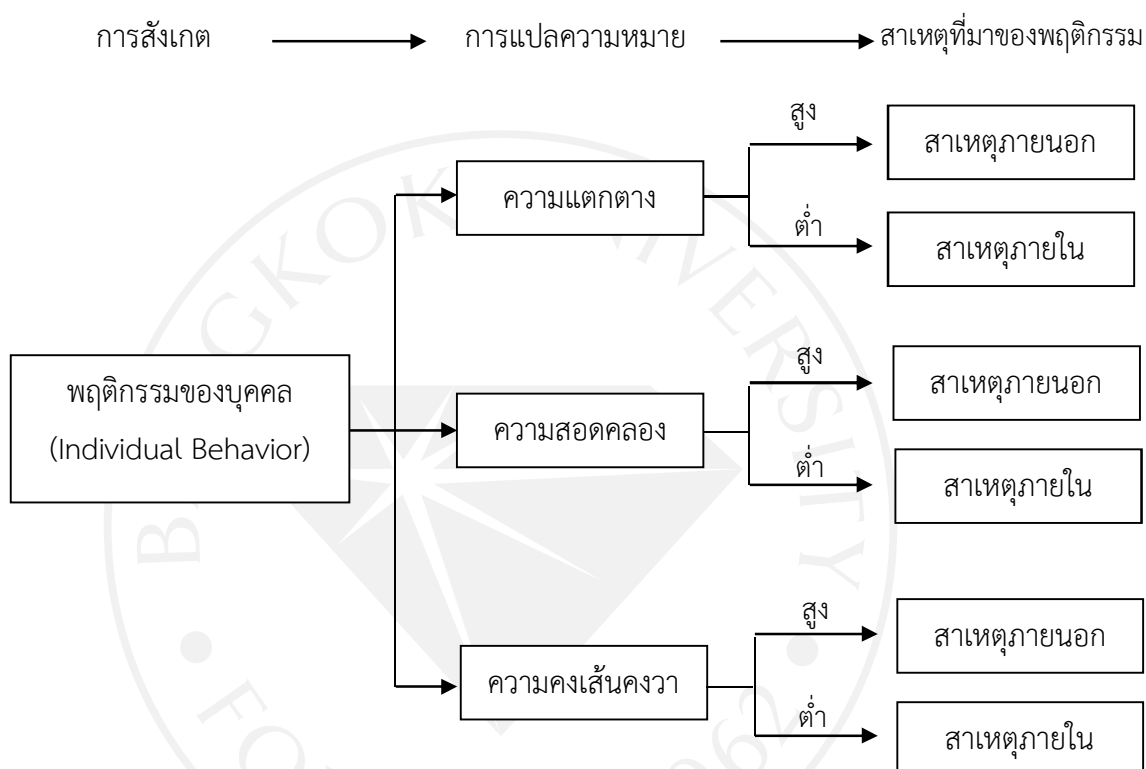 การสังเกต การแปลความหมาย สาเหตุที่มาของพฤติกรรม
สูง
สาเหตุภายนอก
ความแตกตาง
ต่ำ
สาเหตุภายใน
พฤติกรรมของบุคคล
(Individual Behavior)
สูง
สาเหตุภายนอก
ความสอดคลอง
ต่ำ
สาเหตุภายใน
สูง
สาเหตุภายนอก
ความคงเส้นคงวา
ต่ำ
สาเหตุภายใน